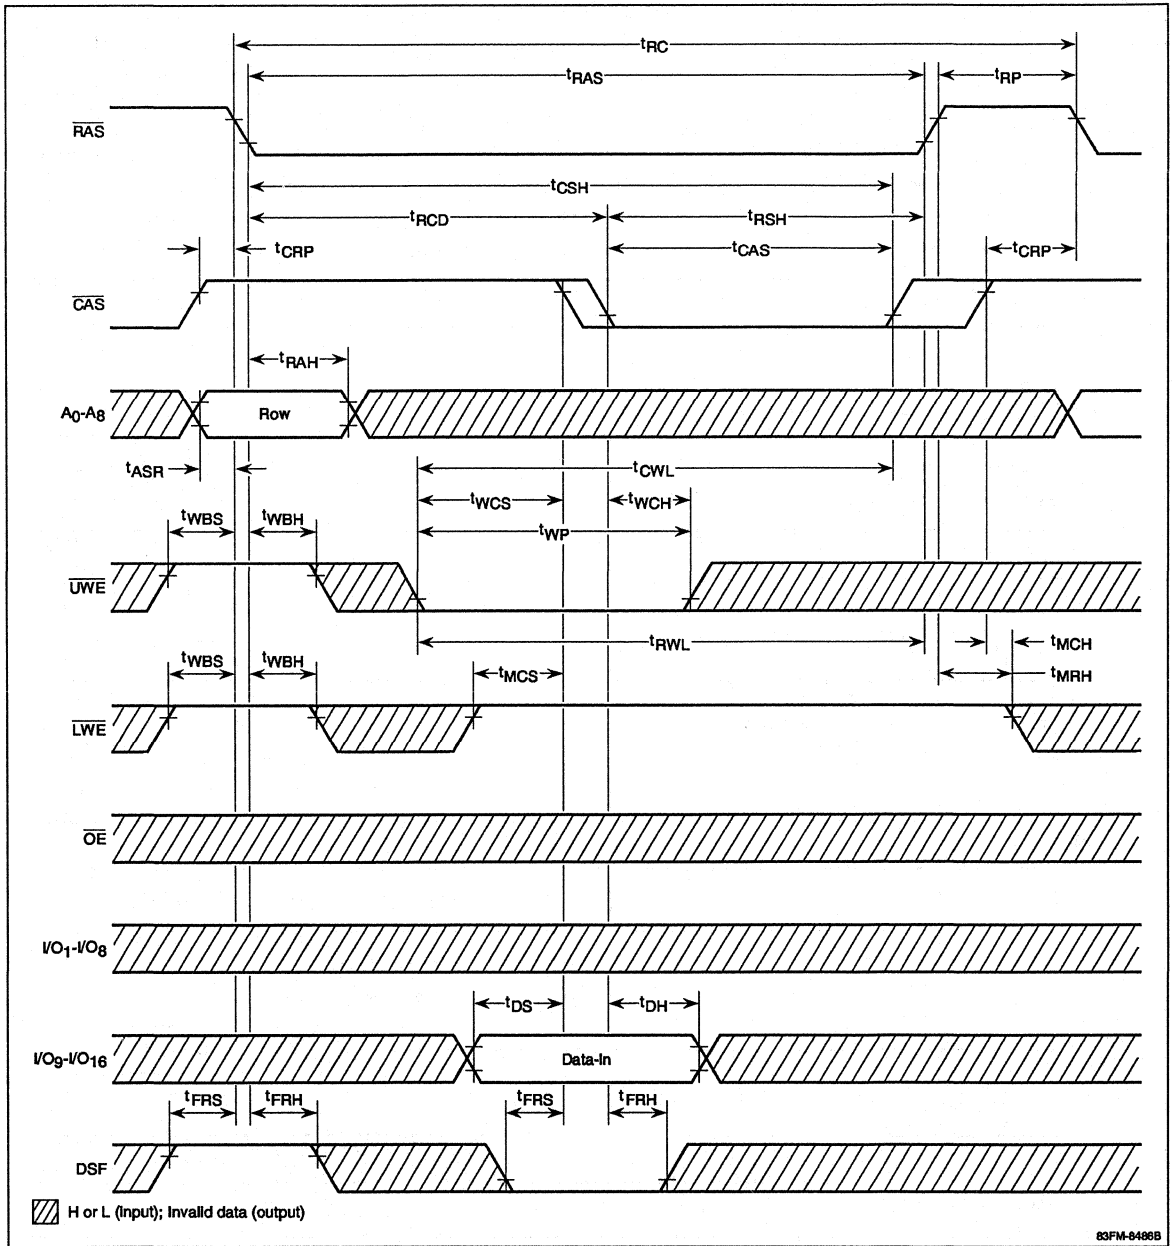 tRC
tRAS
tRP
RAS
tCSH
tRCD
tRSH
tCRP
tCAS
tCRP
CAS
tRAH
A0-A8
Row
tASR
tCWL
tWCS
tWCH
tWBS
tWBH
tWP
UWE
tRWL
tMCH
tWBS
tWBH
tMCS
tMRH
LWE
OE
I/O1-I/O8
tDS
tDH
I/O9-I/O16
Data-In
tFRS
tFRH
tFRS
tFRH
DSF
H or L (input); Invalid data (output)
83FM-8486B